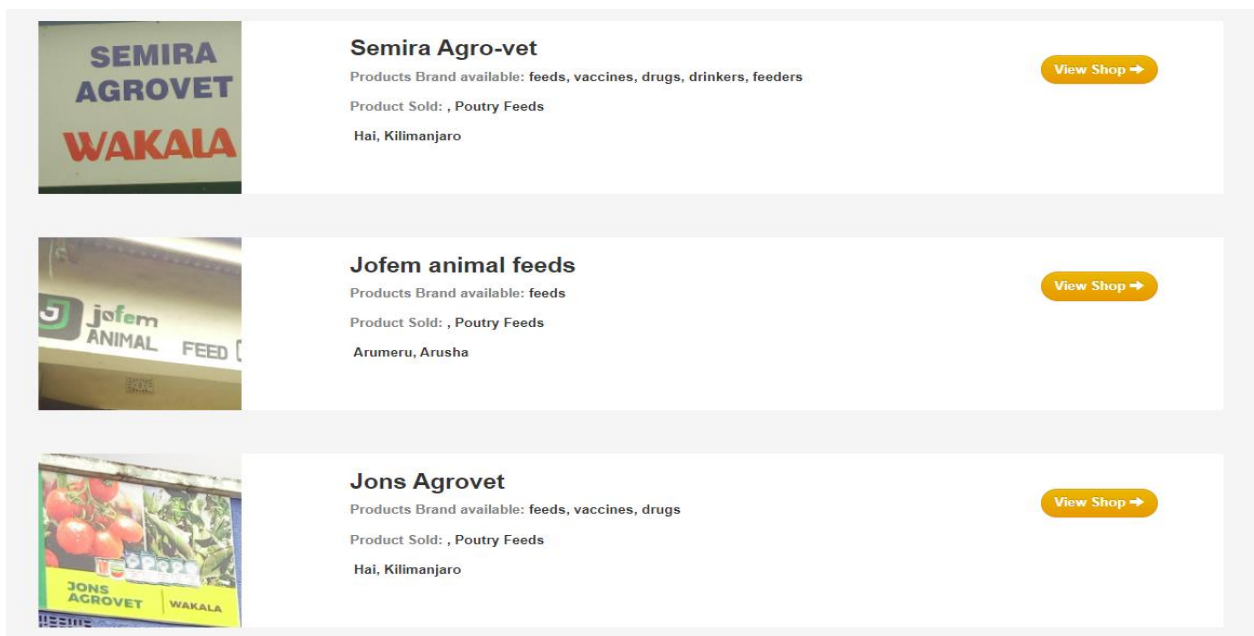 SEMIRA
AGROVET
WAKALA
Semira Agro-vet
Products Brand available: feeds, vaccines, drugs, drinkers, feeders
Product Sold: , Poutry Feeds
Hai, Kilimanjaro
View Shop →
jofem
ANIMAL FEED
Jofem animal feeds
Products Brand available: feeds
Product Sold: , Poutry Feeds
Arumeru, Arusha
View Shop →
JONS
AGROVET WAKALA
Jons Agrovet
Products Brand available: feeds, vaccines, drugs
Product Sold: , Poutry Feeds
Hai, Kilimanjaro
View Shop →